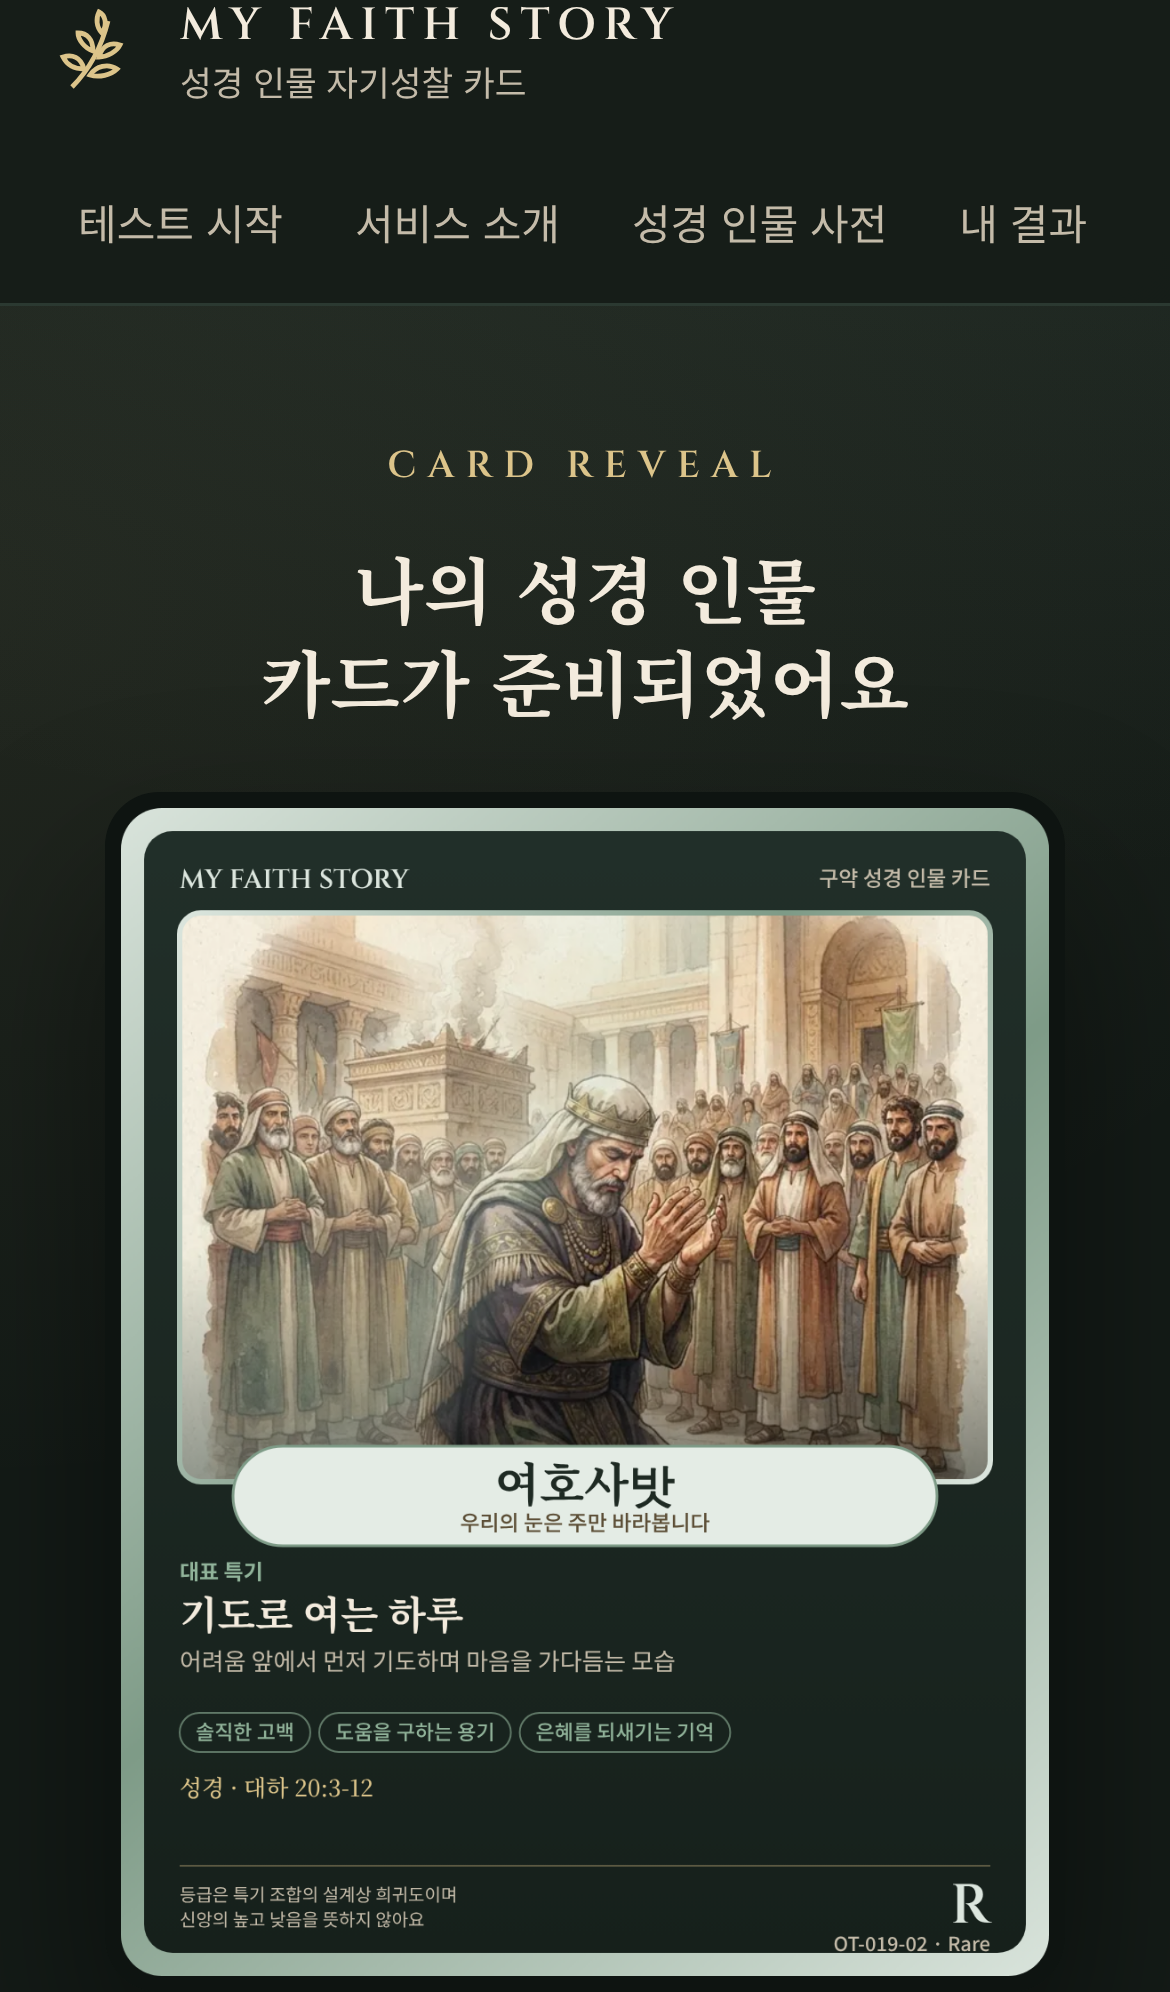 MY FAITH STORY
성경 인물 자기성찰 카드
테스트 시작 서비스 소개 성경 인물 사전 내 결과
CARD REVEAL
나의 성경 인물
카드가 준비되었어요
MY FAITH STORY 구약 성경 인물 카드
여호사밧
우리의 눈은 주만 바라봅니다
대표 특기
기도로 여는 하루
어려움 앞에서 먼저 기도하며 마음을 가다듬는 모습
솔직한 고백 도움을 구하는 용기 은혜를 되새기는 기억
성경 · 대하 20:3-12
등급은 특기 조합의 설계상 희귀도이며
신앙의 높고 낮음을 뜻하지 않아요
R
OT-019-02 · Rare